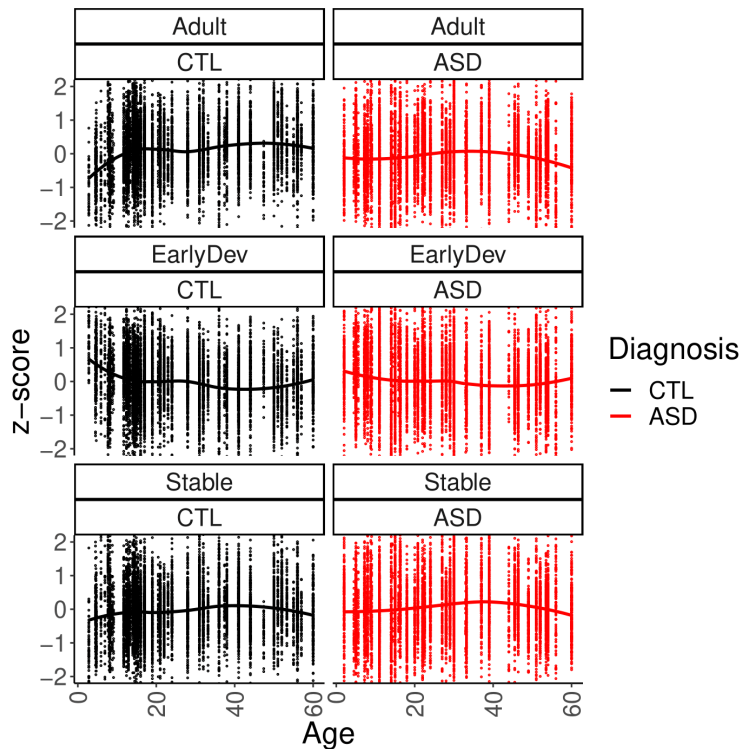 Adult Adult
CTL ASD
2
1
0
−1
−2
EarlyDev EarlyDev
CTL ASD
2
1
0
−1
−2
z−score
Diagnosis
CTL
ASD
Stable Stable
CTL ASD
2
1
0
−1
−2
0 20 40 60 0 20 40 60
Age